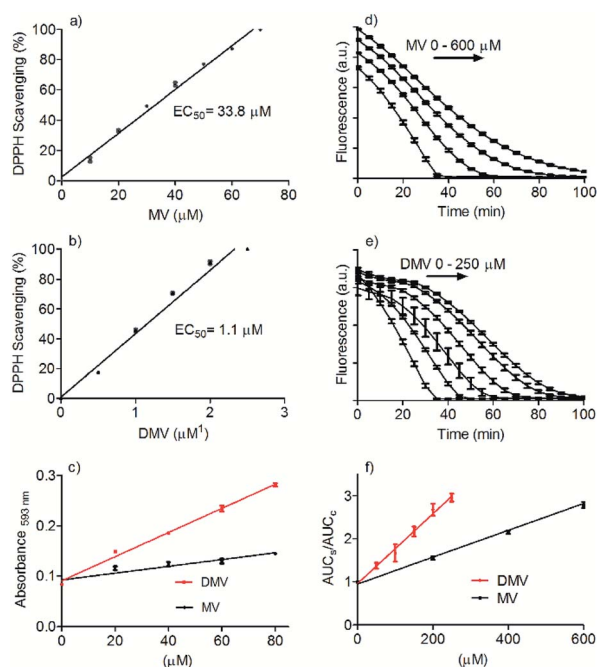 a)
DPPH Scavenging (%)
100
80
60
40
20
0
EC50= 33.8 μM
0 20 40 60 80
MV (μM)
d)
MV 0 - 600 μM
Fluorescence (a.u.)
0 20 40 60 80 100
Time (min)
b)
DPPH Scavenging (%)
100
80
60
40
20
0
EC50= 1.1 μM
0 1 2 3
DMV (μM1)
e)
DMV 0 - 250 μM
Fluorescence (a.u.)
0 20 40 60 80 100
Time (min)
c)
Absorbance 593 nm
0.3
0.2
0.1
0.0
DMV
MV
0 20 40 60 80
(μM)
f)
AUCs/AUCc
3
2
1
0
DMV
MV
0 200 400 600
(μM)